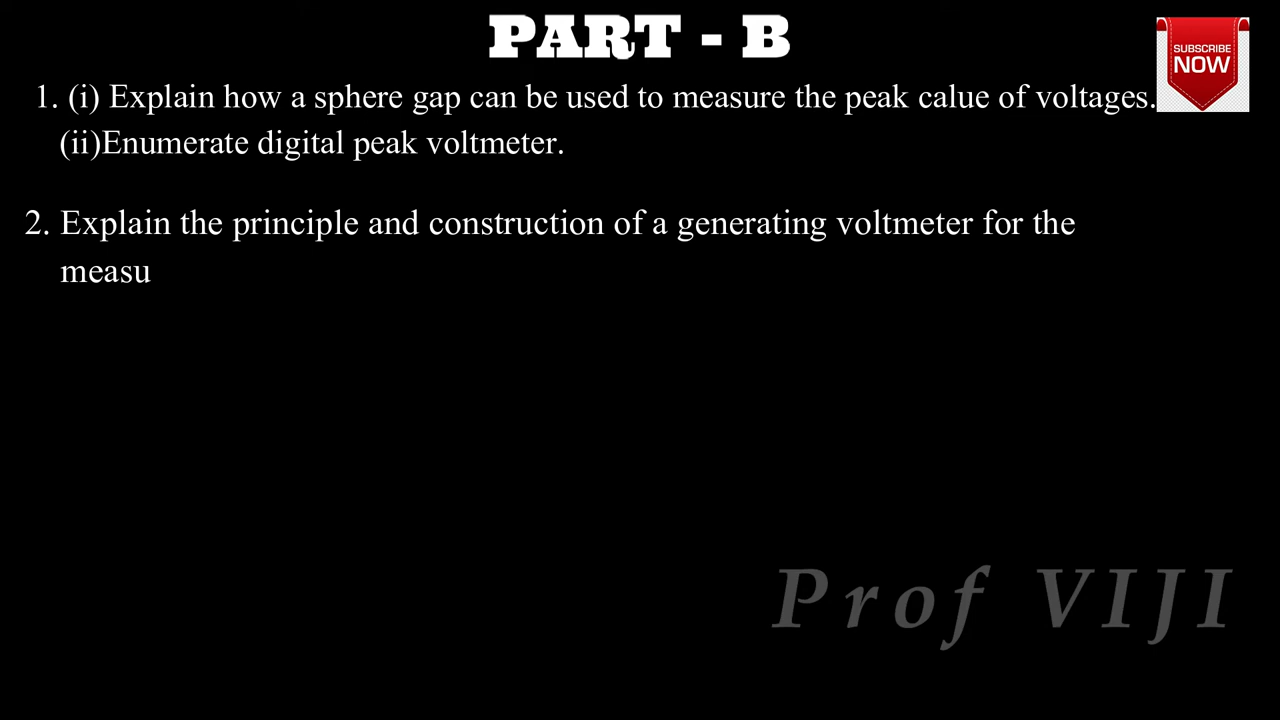 PART - B
SUBSCRIBE
NOW
1. (i) Explain how a sphere gap can be used to measure the peak calue of voltages.
(ii)Enumerate digital peak voltmeter.
2. Explain the principle and construction of a generating voltmeter for the
measu
Prof VIJI